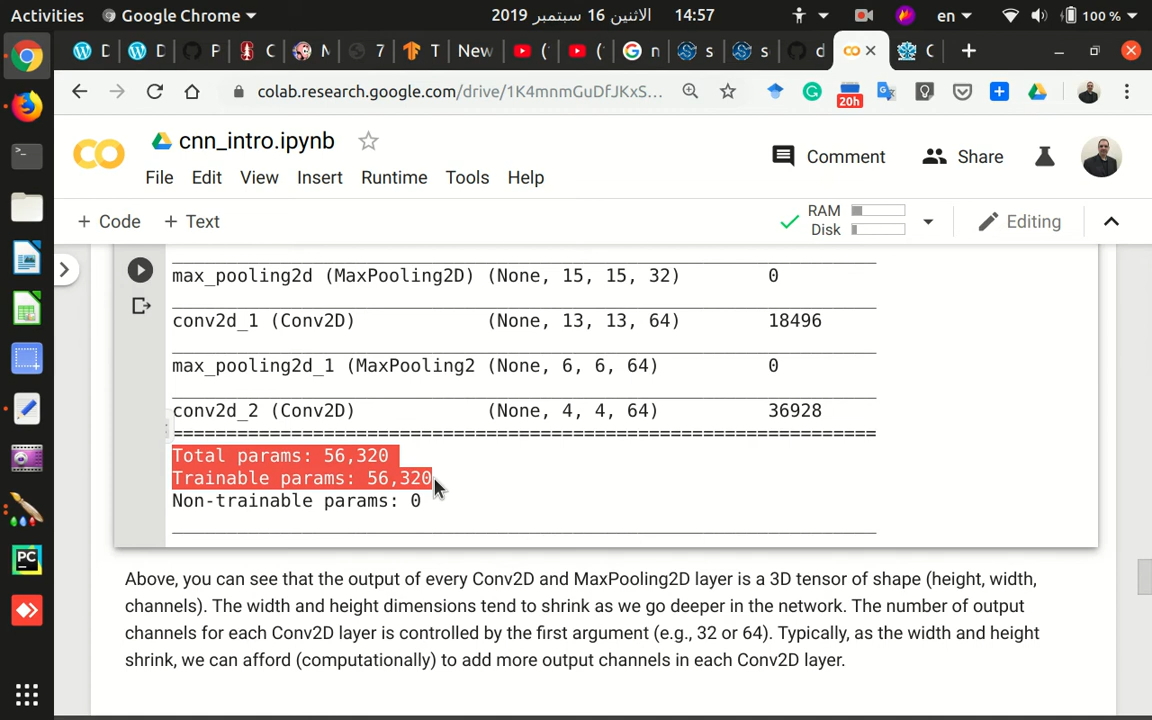 Activities Google Chrome ▾ الاثنين 16 سبتمبر 2019 14:57 en 100 %
D D P C M 7 T New ( ( n s s d C
colab.research.google.com/drive/1K4mnmGuDfJKxS... 20h
cnn_intro.ipynb
Comment Share
File Edit View Insert Runtime Tools Help
+ Code + Text RAM Disk Editing
max_pooling2d (MaxPooling2D) (None, 15, 15, 32) 0
conv2d_1 (Conv2D) (None, 13, 13, 64) 18496
max_pooling2d_1 (MaxPooling2 (None, 6, 6, 64) 0
conv2d_2 (Conv2D) (None, 4, 4, 64) 36928
=================================================================
Total params: 56,320
Trainable params: 56,320
Non-trainable params: 0
Above, you can see that the output of every Conv2D and MaxPooling2D layer is a 3D tensor of shape (height, width,
channels). The width and height dimensions tend to shrink as we go deeper in the network. The number of output
channels for each Conv2D layer is controlled by the first argument (e.g., 32 or 64). Typically, as the width and height
shrink, we can afford (computationally) to add more output channels in each Conv2D layer.
PC